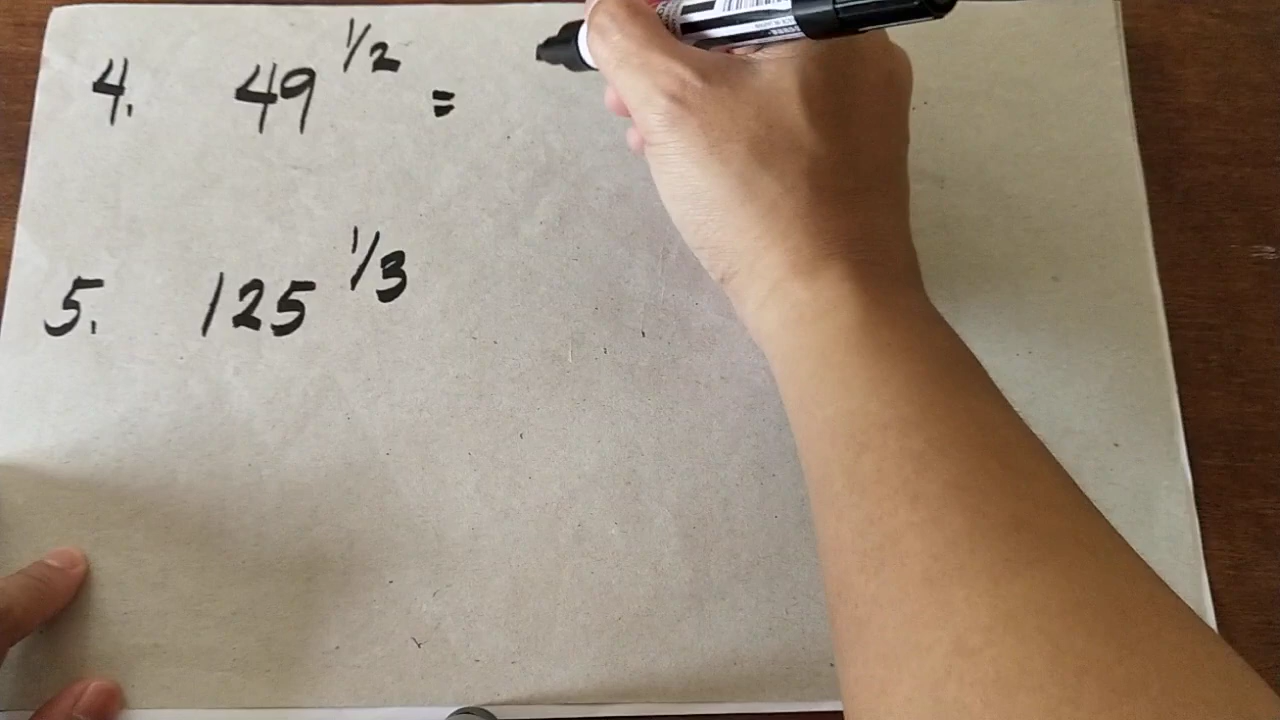 4. 49^1/2 =
5. 125^1/3